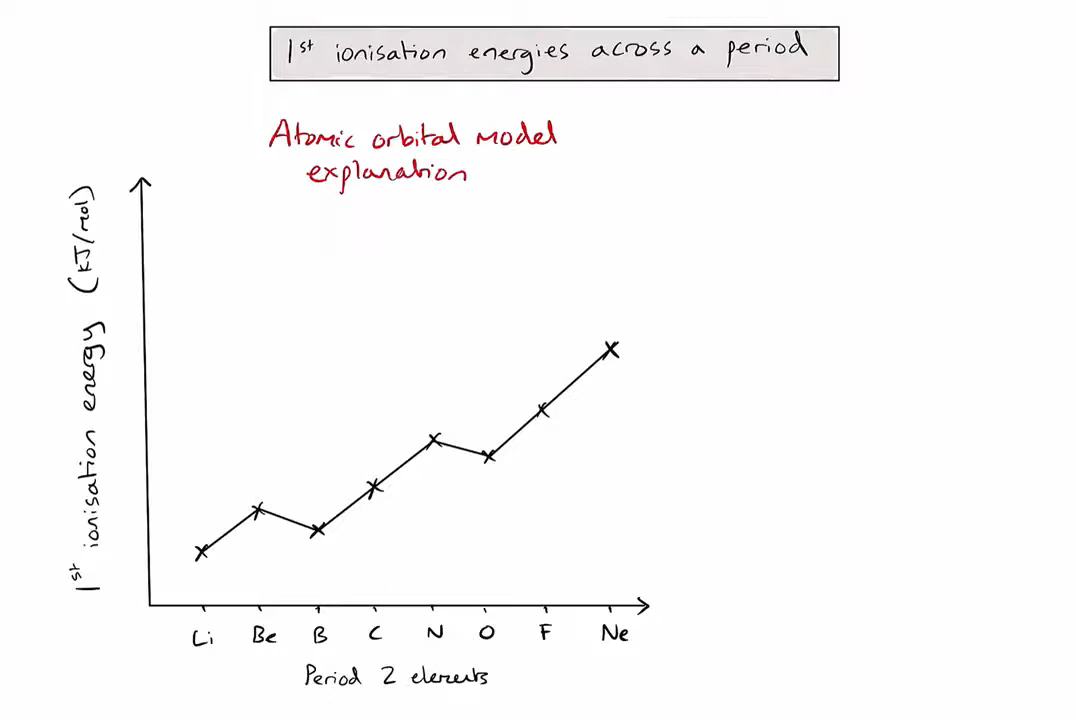 1st ionisation energies across a period
Atomic orbital model
explanation
1st ionisation energy (kJ/mol)
Li Be B C N O F Ne
Period 2 elements